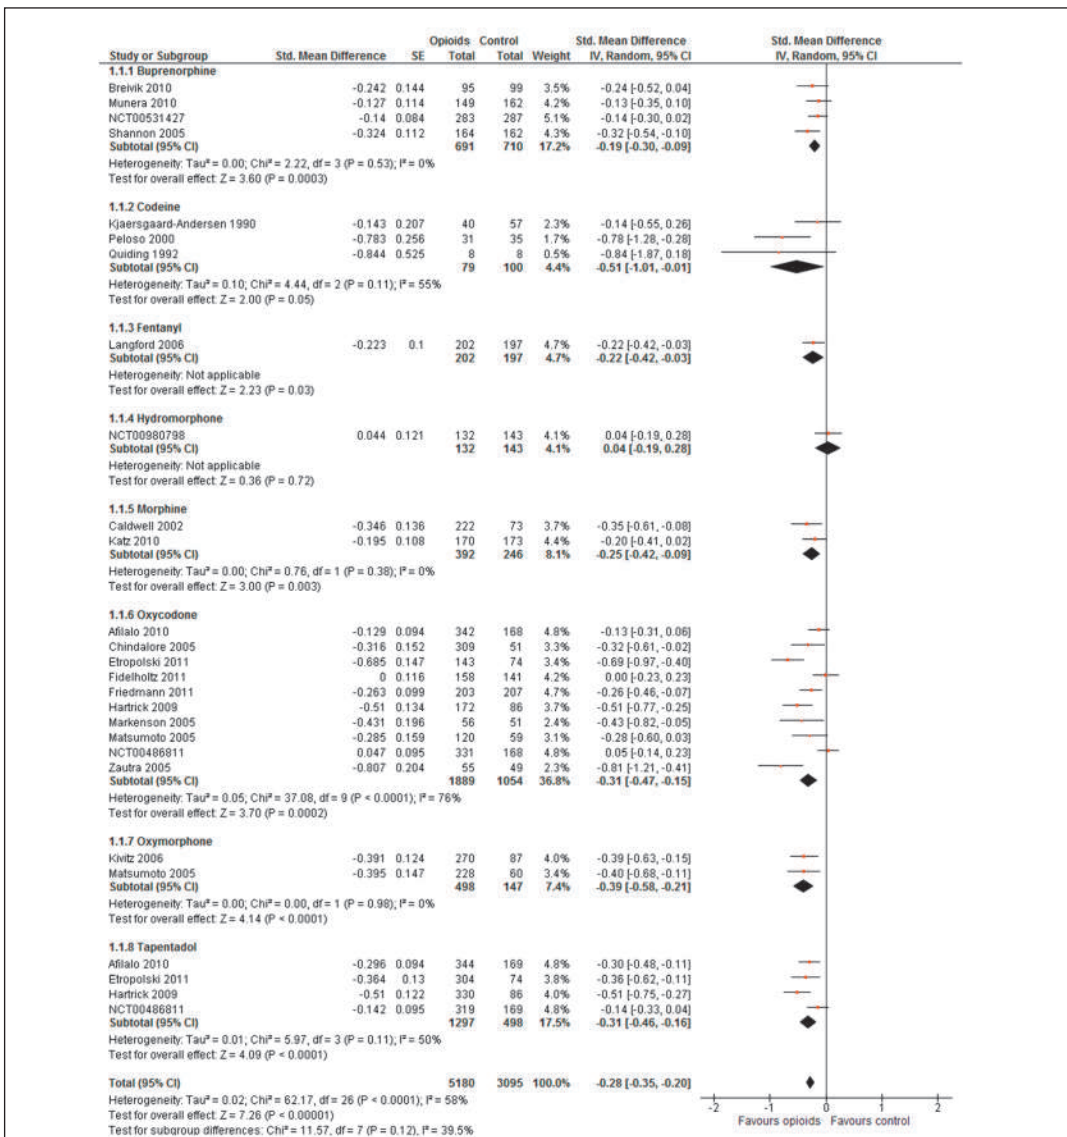 Opioids Control Std. Mean Difference Std. Mean Difference
Study or Subgroup Std. Mean Difference SE Total Total Weight IV, Random, 95% CI IV, Random, 95% CI
1.1.1 Buprenorphine
Breivik 2010 -0.242 0.144 95 99 3.5% -0.24 [-0.52, 0.04]
Munera 2010 -0.127 0.114 149 162 4.2% -0.13 [-0.35, 0.10]
NCT00531427 -0.14 0.084 283 287 5.1% -0.14 [-0.30, 0.02]
Shannon 2005 -0.324 0.112 164 162 4.3% -0.32 [-0.54, -0.10]
Subtotal (95% CI) 691 710 17.2% -0.19 [-0.30, -0.09]
Heterogeneity: Tau² = 0.00; Chi² = 2.22, df = 3 (P = 0.53); I² = 0%
Test for overall effect: Z = 3.60 (P = 0.0003)
1.1.2 Codeine
Kjaersgaard-Andersen 1990 -0.143 0.207 40 57 2.3% -0.14 [-0.55, 0.26]
Peloso 2000 -0.783 0.256 31 35 1.7% -0.78 [-1.28, -0.28]
Quiding 1992 -0.844 0.525 8 8 0.5% -0.84 [-1.87, 0.18]
Subtotal (95% CI) 79 100 4.4% -0.51 [-1.01, -0.01]
Heterogeneity: Tau² = 0.10; Chi² = 4.44, df = 2 (P = 0.11); I² = 55%
Test for overall effect: Z = 2.00 (P = 0.05)
1.1.3 Fentanyl
Langford 2006 -0.223 0.1 202 197 4.7% -0.22 [-0.42, -0.03]
Subtotal (95% CI) 202 197 4.7% -0.22 [-0.42, -0.03]
Heterogeneity: Not applicable
Test for overall effect: Z = 2.23 (P = 0.03)
1.1.4 Hydromorphone
NCT00980798 0.044 0.121 132 143 4.1% 0.04 [-0.19, 0.28]
Subtotal (95% CI) 132 143 4.1% 0.04 [-0.19, 0.28]
Heterogeneity: Not applicable
Test for overall effect: Z = 0.36 (P = 0.72)
1.1.5 Morphine
Caldwell 2002 -0.346 0.136 222 73 3.7% -0.35 [-0.61, -0.08]
Katz 2010 -0.195 0.108 170 173 4.4% -0.20 [-0.41, 0.02]
Subtotal (95% CI) 392 246 8.1% -0.25 [-0.42, -0.09]
Heterogeneity: Tau² = 0.00; Chi² = 0.76, df = 1 (P = 0.38); I² = 0%
Test for overall effect: Z = 3.00 (P = 0.003)
1.1.6 Oxycodone
Afilalo 2010 -0.129 0.094 342 168 4.8% -0.13 [-0.31, 0.06]
Chindalore 2005 -0.316 0.152 309 51 3.3% -0.32 [-0.61, -0.02]
Etropolski 2011 -0.685 0.147 143 74 3.4% -0.69 [-0.97, -0.40]
Fidelholtz 2011 0 0.116 158 141 4.2% 0.00 [-0.23, 0.23]
Friedmann 2011 -0.263 0.099 203 207 4.7% -0.26 [-0.46, -0.07]
Hartrick 2009 -0.51 0.134 172 86 3.7% -0.51 [-0.77, -0.25]
Markenson 2005 -0.431 0.196 56 51 2.4% -0.43 [-0.82, -0.05]
Matsumoto 2005 -0.285 0.159 120 59 3.1% -0.28 [-0.60, 0.03]
NCT00486811 0.047 0.095 331 168 4.8% 0.05 [-0.14, 0.23]
Zautra 2005 -0.807 0.204 55 49 2.3% -0.81 [-1.21, -0.41]
Subtotal (95% CI) 1889 1054 36.8% -0.31 [-0.47, -0.15]
Heterogeneity: Tau² = 0.05; Chi² = 37.08, df = 9 (P < 0.0001); I² = 76%
Test for overall effect: Z = 3.70 (P = 0.0002)
1.1.7 Oxymorphone
Kivitz 2006 -0.391 0.124 270 87 4.0% -0.39 [-0.63, -0.15]
Matsumoto 2005 -0.395 0.147 228 60 3.4% -0.40 [-0.68, -0.11]
Subtotal (95% CI) 498 147 7.4% -0.39 [-0.58, -0.21]
Heterogeneity: Tau² = 0.00; Chi² = 0.00, df = 1 (P = 0.98); I² = 0%
Test for overall effect: Z = 4.14 (P < 0.0001)
1.1.8 Tapentadol
Afilalo 2010 -0.296 0.094 344 169 4.8% -0.30 [-0.48, -0.11]
Etropolski 2011 -0.364 0.13 304 74 3.8% -0.36 [-0.62, -0.11]
Hartrick 2009 -0.51 0.122 330 86 4.0% -0.51 [-0.75, -0.27]
NCT00486811 -0.142 0.095 319 169 4.8% -0.14 [-0.33, 0.04]
Subtotal (95% CI) 1297 498 17.5% -0.31 [-0.46, -0.16]
Heterogeneity: Tau² = 0.01; Chi² = 5.97, df = 3 (P = 0.11); I² = 50%
Test for overall effect: Z = 4.09 (P < 0.0001)
Total (95% CI) 5180 3095 100.0% -0.28 [-0.35, -0.20]
Heterogeneity: Tau² = 0.02; Chi² = 62.17, df = 26 (P < 0.0001); I² = 58%
Test for overall effect: Z = 7.26 (P < 0.00001)
Test for subgroup differences: Chi² = 11.57, df = 7 (P = 0.12), I² = 39.5%
-2 -1 0 1 2
Favours opioids Favours control